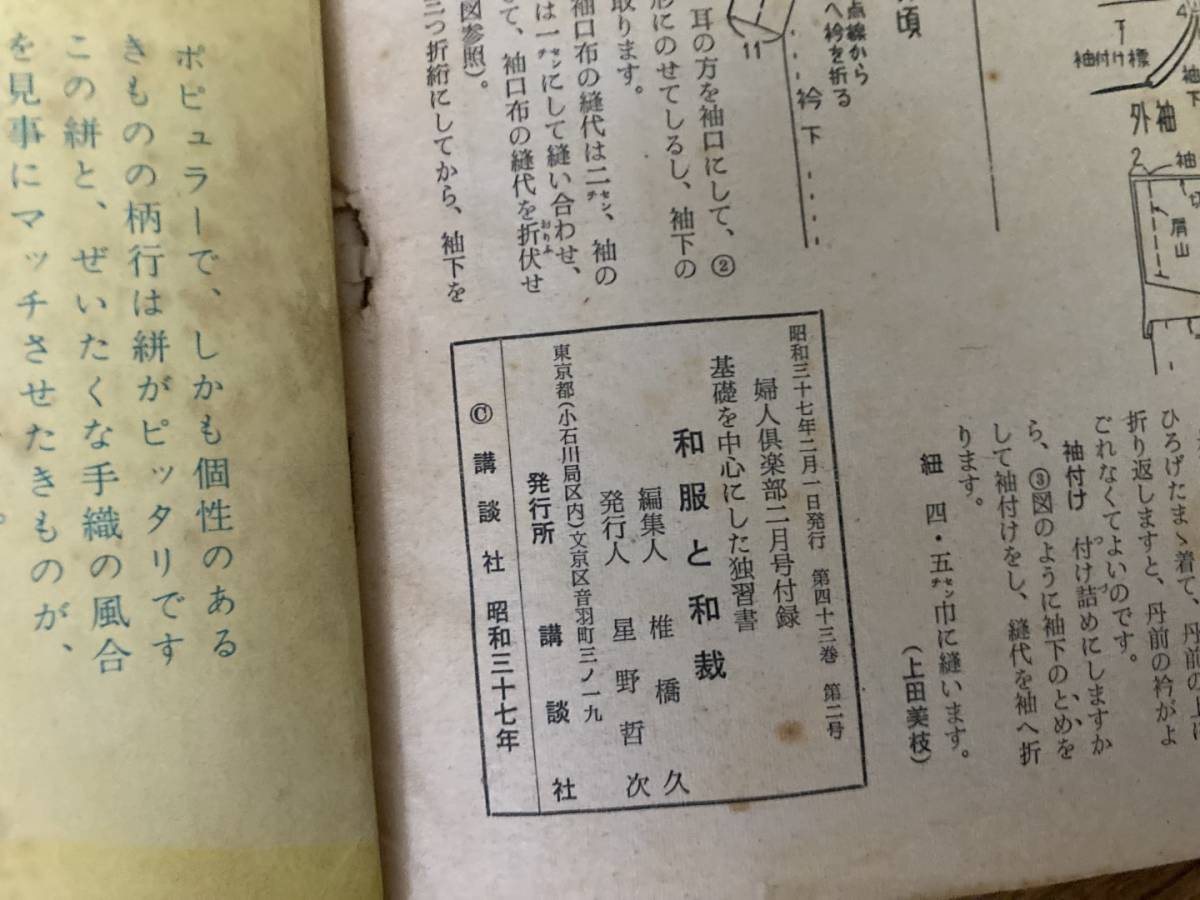 頃
点線から
へ衿を折る
11
衿下
耳の方を袖口にして、②
形にのせてしるし、袖下の
取ります。
袖口布の縫代は二㌢、袖の
は一㌢にして縫い合わせ、
て、袖口布の縫代を折伏せ
図参照)。
三つ折絎にしてから、袖下を
袖付け標
4
袖下
外袖
2
袖
切
肩山
ひろげたまゝ着て、丹前の上に
折り返しますと、丹前の衿がよ
ごれなくてよいのです。
袖付け 付け詰めにしますか
ら、③図のように袖下のとめを
して袖付けをし、縫代を袖へ折
ります。
紐 四・五㌢巾に縫います。
(上田美枝)
昭和三十七年二月一日発行 第四十三巻 第二号
婦人倶楽部二月号付録
基礎を中心にした独習書
和服と和裁
編集人 椎橋久
発行人 星野哲次
東京都(小石川局区内)文京区音羽町三ノ一九
発行所 講談社
© 講談社 昭和三十七年
ポピュラーで、しかも個性のある
きものの柄行は絣がピッタリです
この絣と、ぜいたくな手織の風合
を見事にマッチさせたきものが、